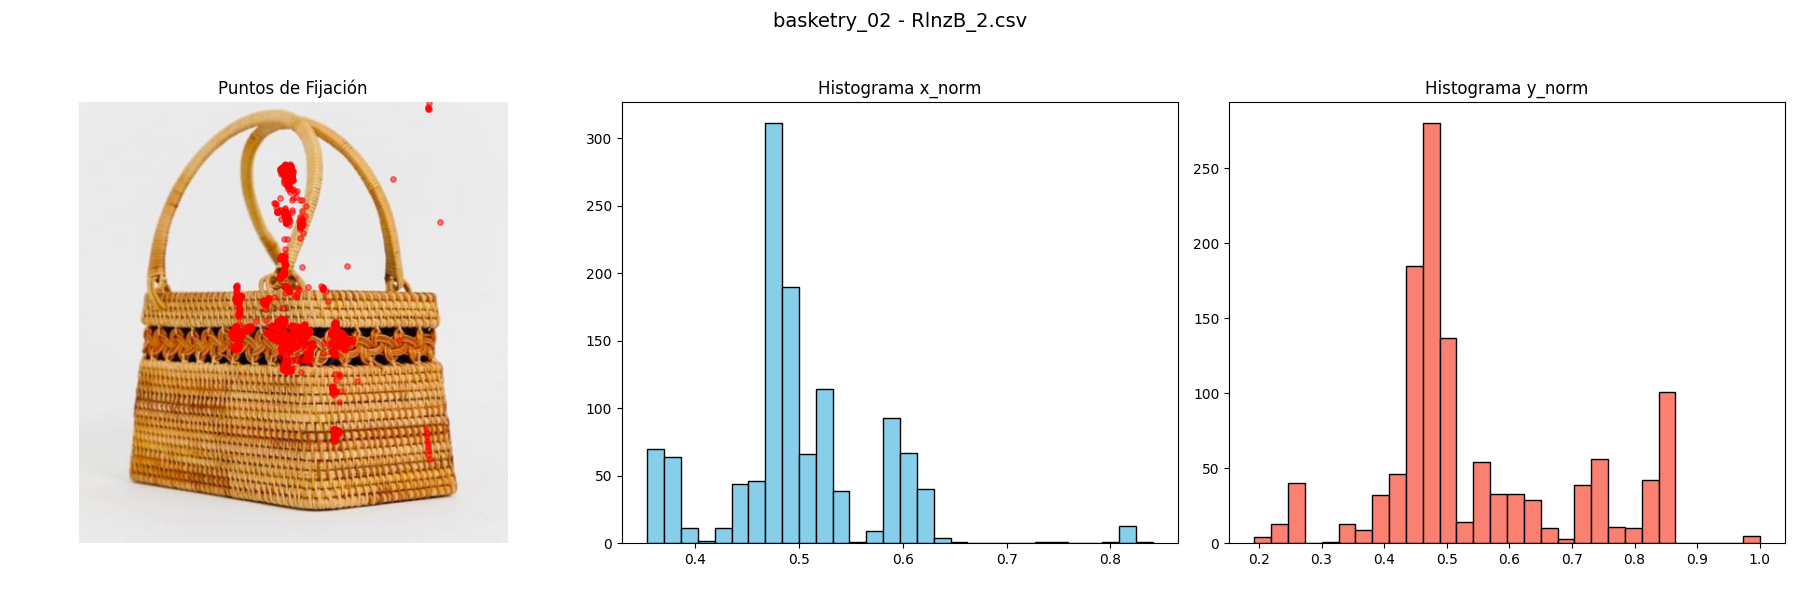 basketry_02 - RlnzB_2.csv
Puntos de Fijación
Histograma x_norm
Histograma y_norm
300
250
200
150
100
50
0
0.4 0.5 0.6 0.7 0.8
250
200
150
100
50
0
0.2 0.3 0.4 0.5 0.6 0.7 0.8 0.9 1.0